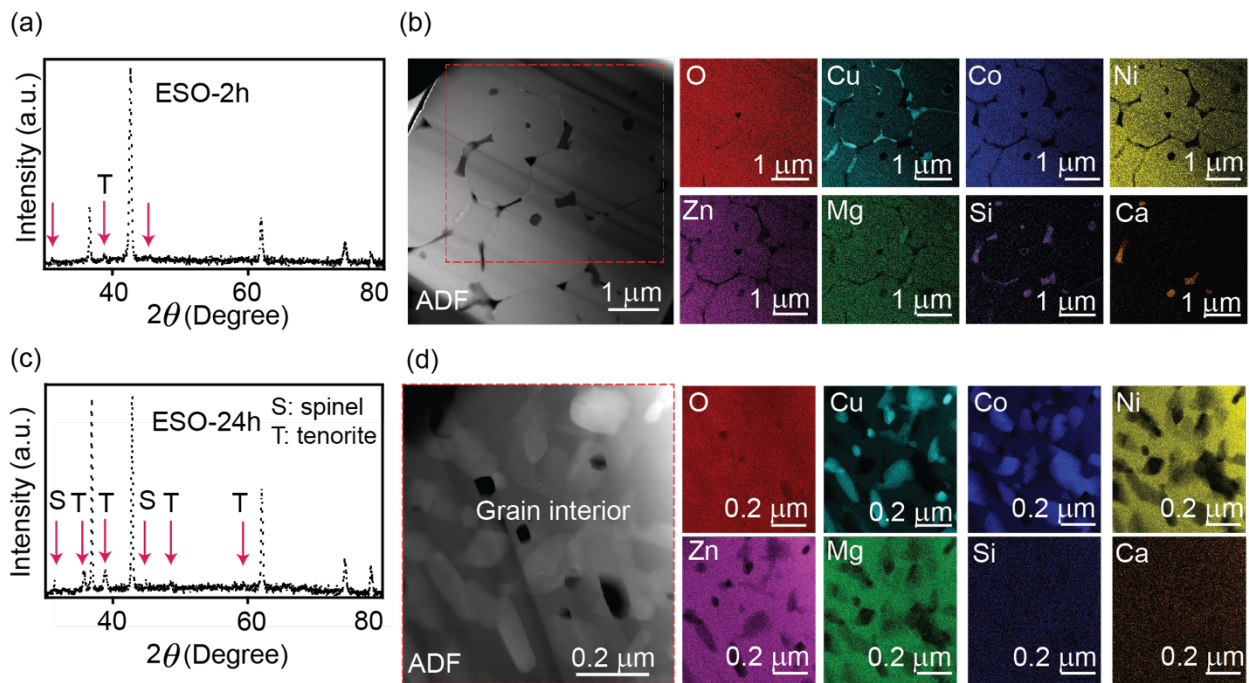 (a)
Intensity (a.u.)
ESO-2h
T
40
60
80
2θ (Degree)
(b)
ADF
1 μm
O
1 μm
Cu
1 μm
Co
1 μm
Ni
1 μm
Zn
1 μm
Mg
1 μm
Si
1 μm
Ca
1 μm
(c)
Intensity (a.u.)
ESO-24h
S: spinel
T: tenorite
S T T S T T
40
60
80
2θ (Degree)
(d)
Grain interior
ADF
0.2 μm
O
0.2 μm
Cu
0.2 μm
Co
0.2 μm
Ni
0.2 μm
Zn
0.2 μm
Mg
0.2 μm
Si
0.2 μm
Ca
0.2 μm